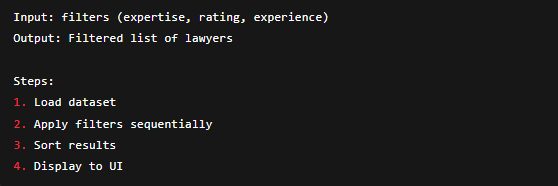 Input: filters (expertise, rating, experience)
Output: Filtered list of lawyers
Steps:
1. Load dataset
2. Apply filters sequentially
3. Sort results
4. Display to UI